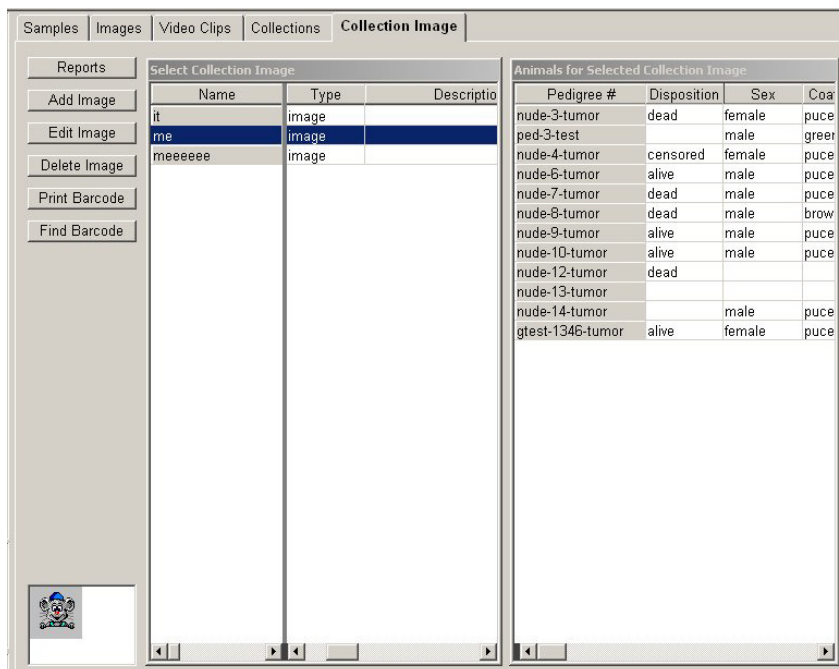 Samples Images Video Clips Collections Collection Image
Reports
Add Image
Edit Image
Delete Image
Print Barcode
Find Barcode
Select Collection Image
Name Type Descriptio
it image
me image
meeeeee image
Animals for Selected Collection Image
Pedigree # Disposition Sex Coa
nude-3-tumor dead female puce
ped-3-test male green
nude-4-tumor censored female puce
nude-6-tumor alive male puce
nude-7-tumor dead male puce
nude-8-tumor dead male brow
nude-9-tumor alive male puce
nude-10-tumor alive male puce
nude-12-tumor dead
nude-13-tumor
nude-14-tumor male puce
gtest-1346-tumor alive female puce